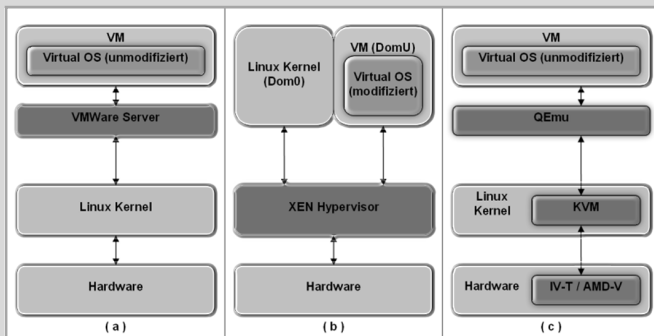 VM
Virtual OS (unmodifiziert)
VMWare Server
Linux Kernel
Hardware
( a )
Linux Kernel
(Dom0)
VM (DomU)
Virtual OS
(modifiziert)
XEN Hypervisor
Hardware
( b )
VM
Virtual OS (unmodifiziert)
QEmu
Linux
Kernel
KVM
Hardware
IV-T / AMD-V
( c )